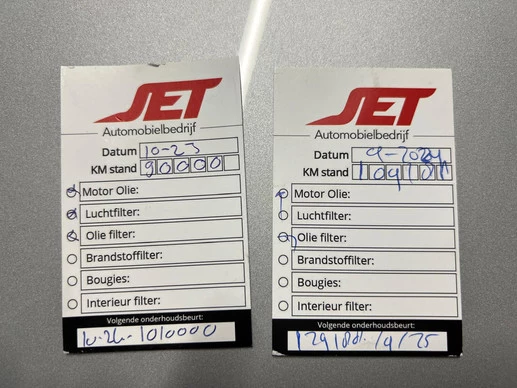 JET
Automobielbedrijf
Datum 10-23
KM stand 90000
Motor Olie:
Luchtfilter:
Olie filter:
Brandstoffilter:
Bougies:
Interieur filter:
Volgende onderhoudsbeurt:
JET
Automobielbedrijf
Datum 9-2024
KM stand
Motor Olie:
Luchtfilter:
Olie filter:
Brandstoffilter:
Bougies:
Interieur filter:
Volgende onderhoudsbeurt: